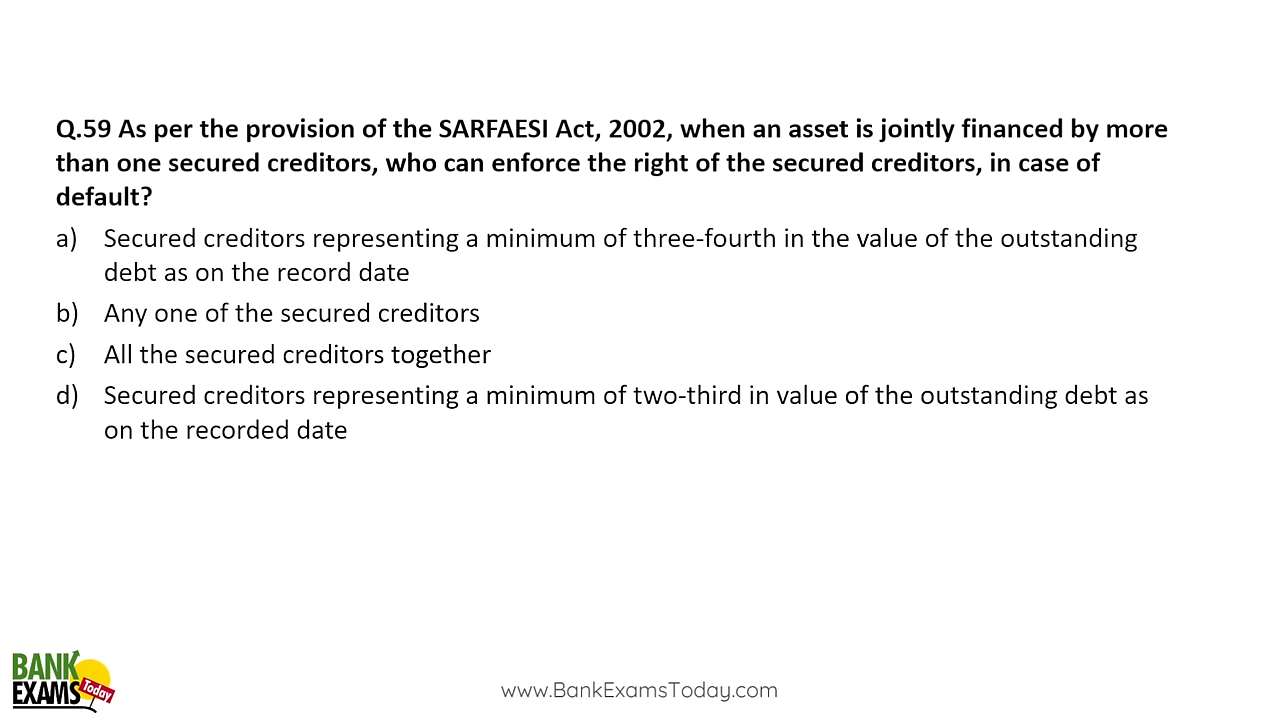 Q.59 As per the provision of the SARFAESI Act, 2002, when an asset is jointly financed by more
than one secured creditors, who can enforce the right of the secured creditors, in case of
default?
a) Secured creditors representing a minimum of three-fourth in the value of the outstanding
debt as on the record date
b) Any one of the secured creditors
c) All the secured creditors together
d) Secured creditors representing a minimum of two-third in value of the outstanding debt as
on the recorded date
BANK
EXAMS Today
www.BankExamsToday.com